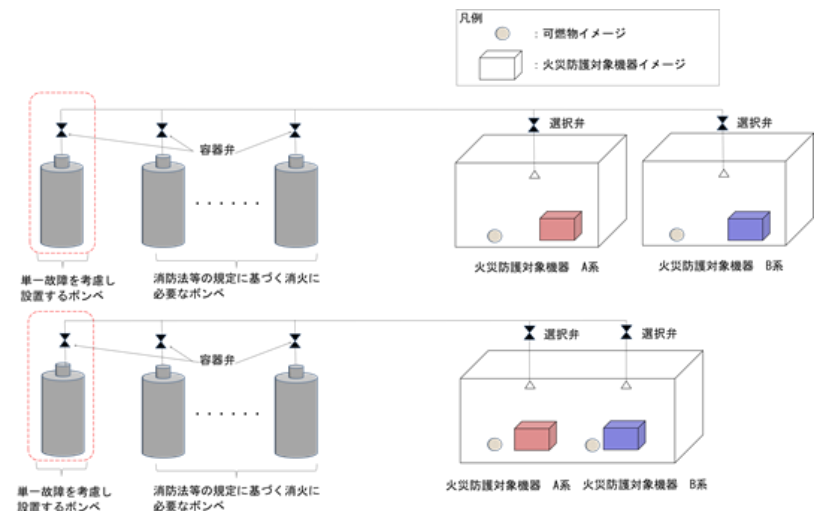 凡例
：可燃物イメージ
：火災防護対象機器イメージ
選択弁
選択弁
容器弁
単一故障を考慮し
設置するボンベ
消防法等の規定に基づく消火に
必要なボンベ
火災防護対象機器　A系
火災防護対象機器　B系
選択弁
選択弁
容器弁
単一故障を考慮し
設置するボンベ
消防法等の規定に基づく消火に
必要なボンベ
火災防護対象機器　A系
火災防護対象機器　B系